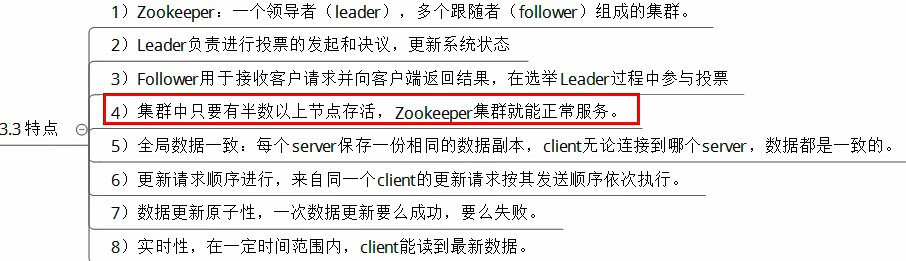 1）Zookeeper：一个领导者（leader），多个跟随者（follower）组成的集群。
2）Leader负责进行投票的发起和决议，更新系统状态
3）Follower用于接收客户请求并向客户端返回结果，在选举Leader过程中参与投票
4）集群中只要有半数以上节点存活，Zookeeper集群就能正常服务。
3.3 特点
5）全局数据一致：每个server保存一份相同的数据副本，client无论连接到哪个server，数据都是一致的。
6）更新请求顺序进行，来自同一个client的更新请求按其发送顺序依次执行。
7）数据更新原子性，一次数据更新要么成功，要么失败。
8）实时性，在一定时间范围内，client能读到最新数据。